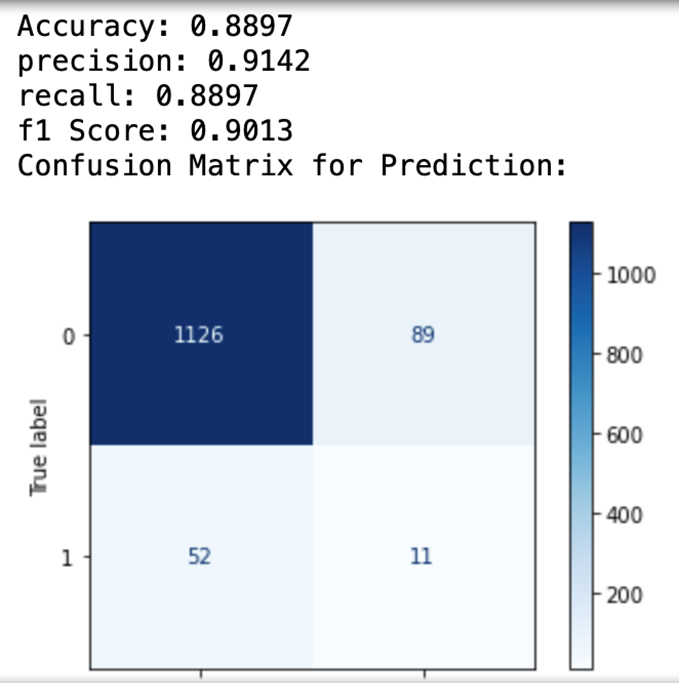 Accuracy: 0.8897
precision: 0.9142
recall: 0.8897
f1 Score: 0.9013
Confusion Matrix for Prediction:
1126 89
0
52 11
1
True label
1000
800
600
400
200